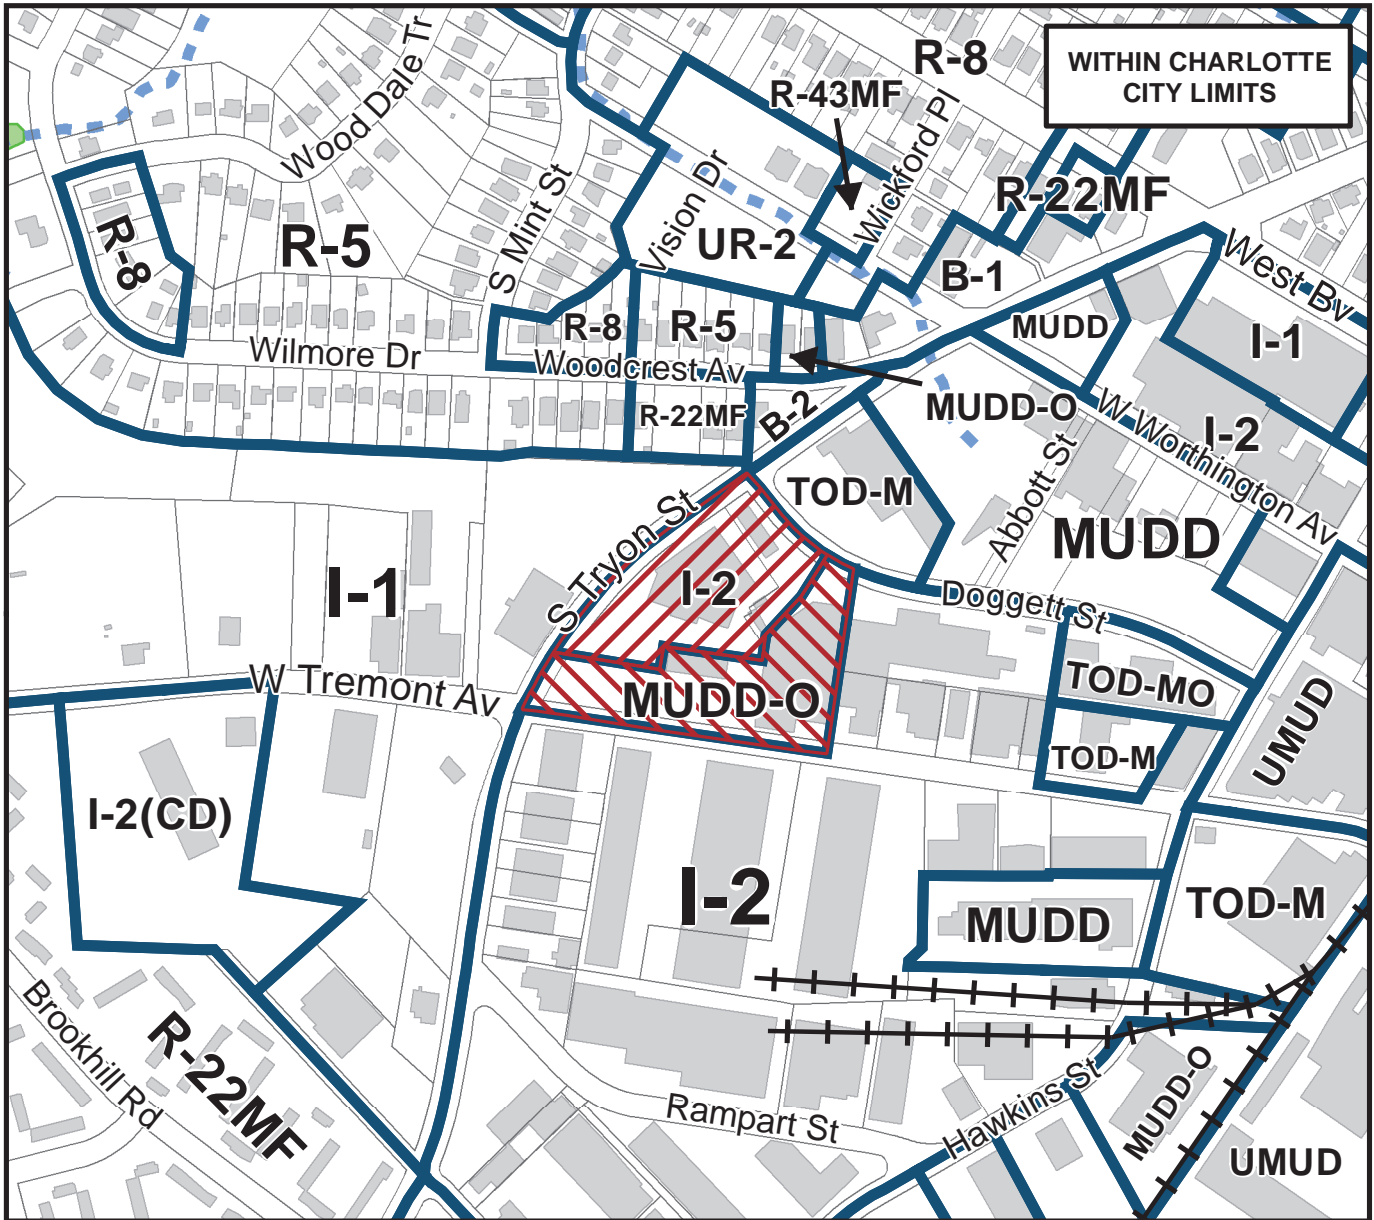 R-8
WITHIN CHARLOTTE
CITY LIMITS
Wood Dale Tr
R-43MF
Wickford Pl
S Mint St
Vision Dr
R-22MF
R-8
R-5
UR-2
B-1
West Bv
R-8
R-5
MUDD
I-1
Wilmore Dr
Woodcrest Av
R-22MF
B-2
MUDD-O
W Worthington Av
I-2
Abbott St
TOD-M
MUDD
S Tryon St
I-2
I-1
Doggett St
W Tremont Av
MUDD-O
TOD-MO
TOD-M
UMUD
I-2(CD)
I-2
MUDD
TOD-M
Brookhill Rd
R-22MF
Rampart St
Hawkins St
MUDD-O
UMUD